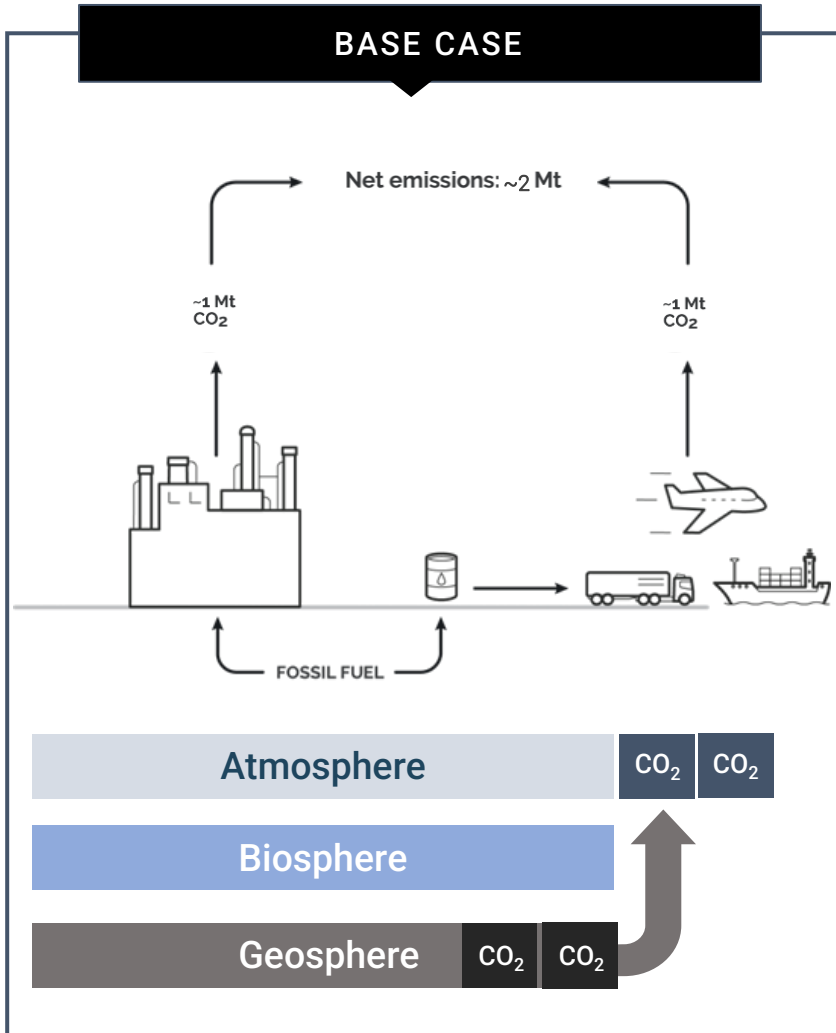 BASE CASE
Net emissions: ~2 Mt
~1 Mt
CO₂
~1 Mt
CO₂
FOSSIL FUEL
Atmosphere CO₂ CO₂
Biosphere
Geosphere CO₂ CO₂